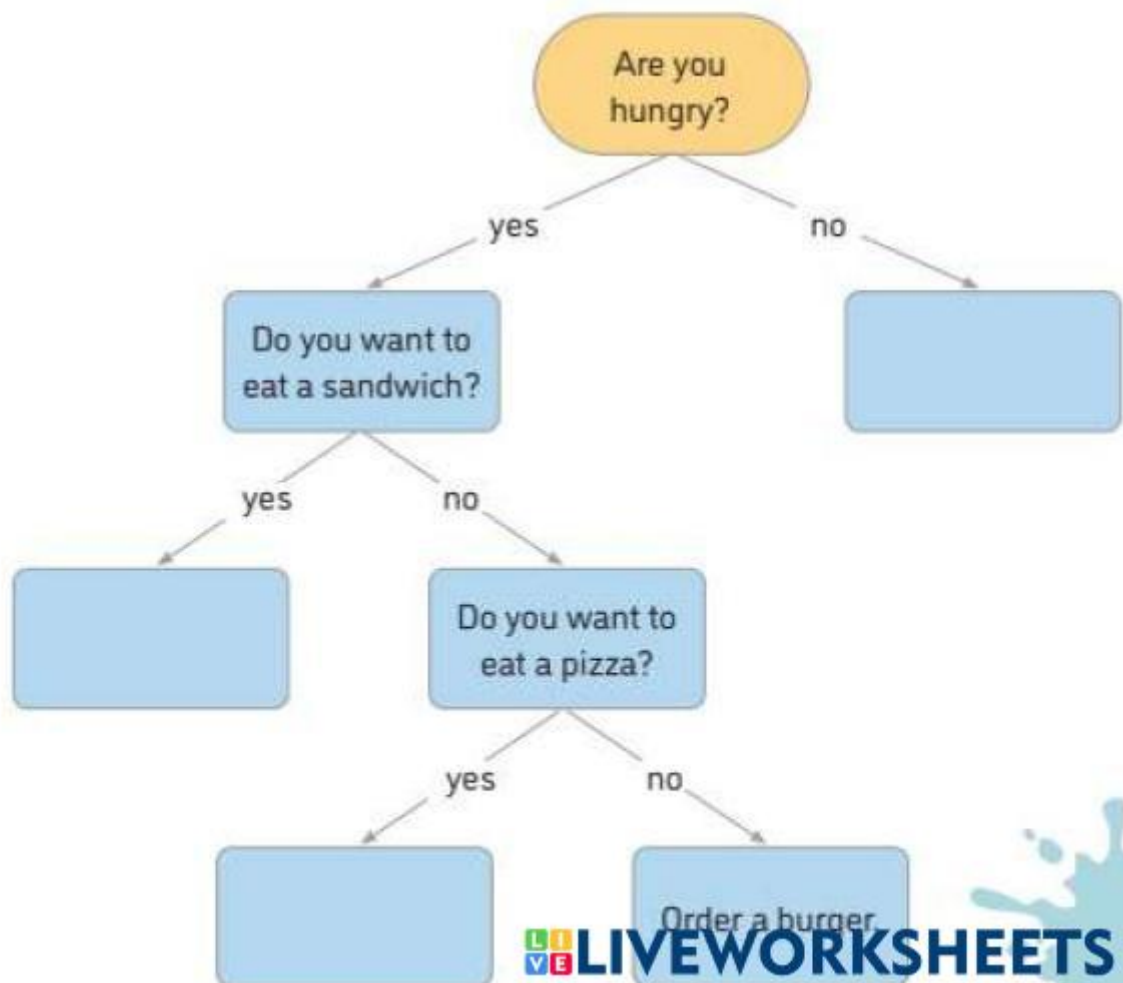 Are you
hungry?
yes
no
Do you want to
eat a sandwich?
yes
no
Do you want to
eat a pizza?
yes
no
Order a burger.
LIVE LIVEWORKSHEETS